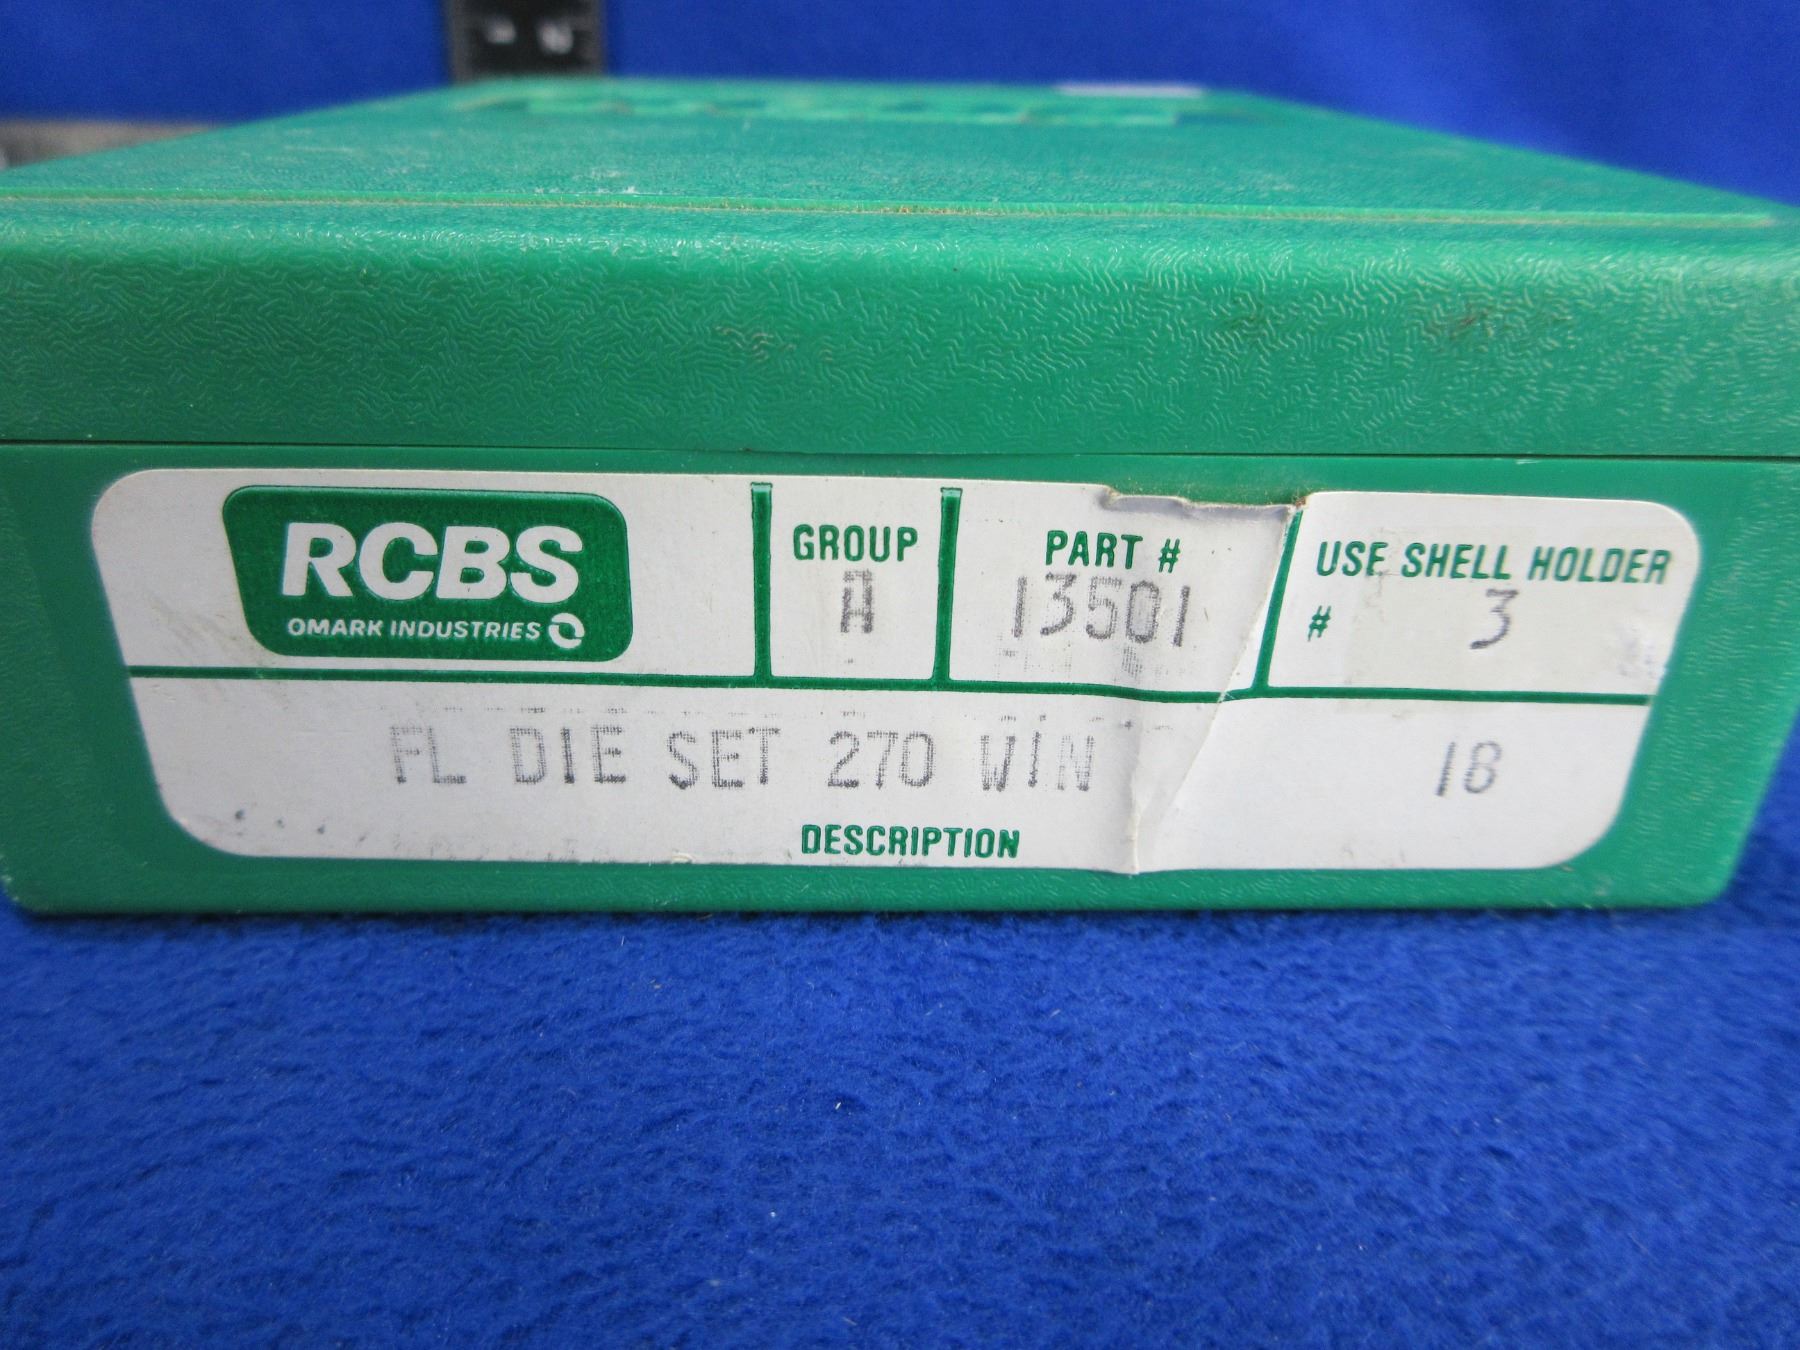 RCBS
OMARK INDUSTRIES
GROUP
A
PART #
13501
USE SHELL HOLDER
# 3
FL DIE SET 270 WIN
18
DESCRIPTION